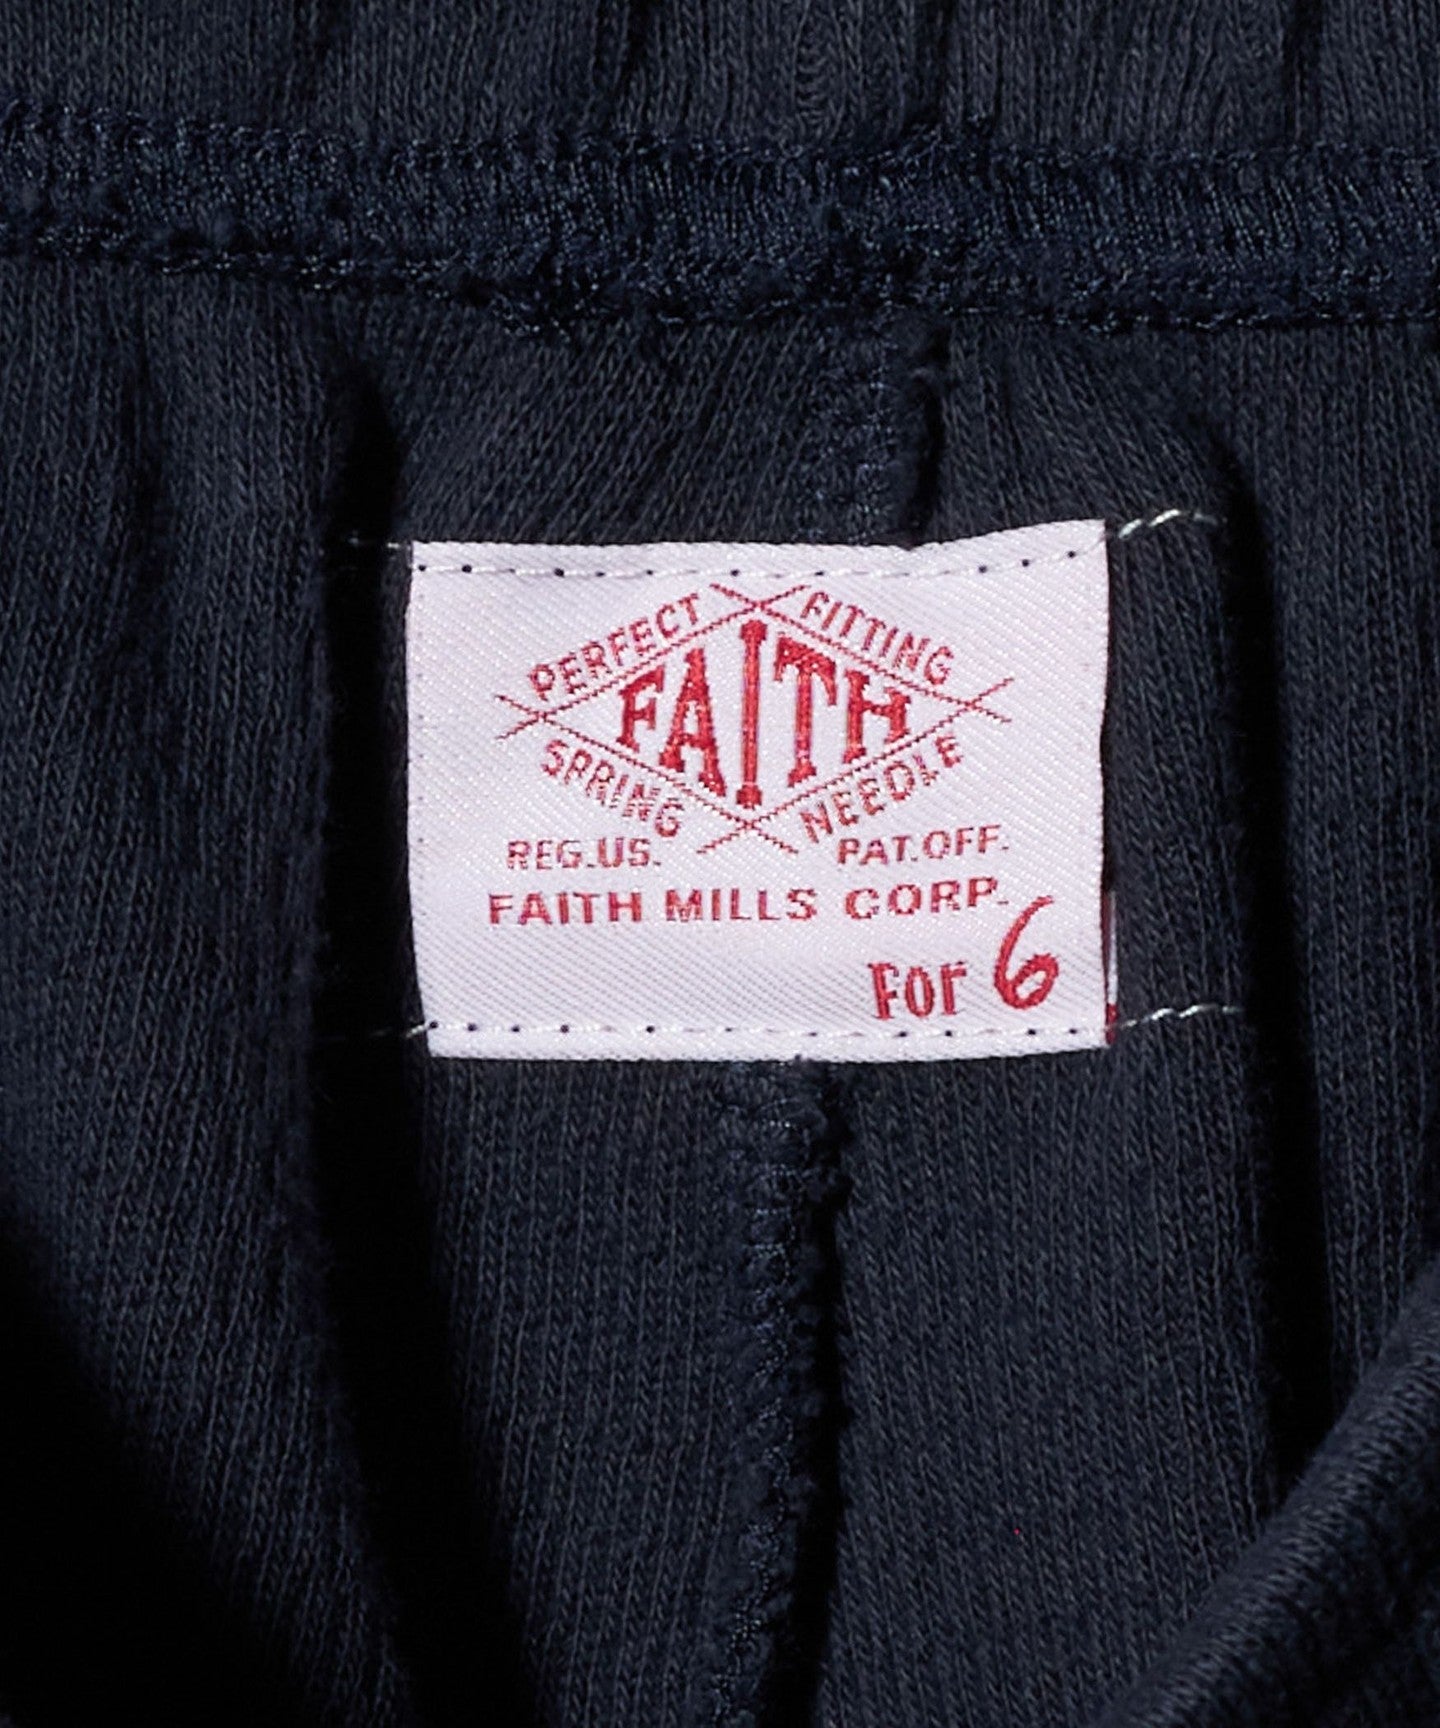 PERFECT FITTING
FAITH
SPRING NEEDLE
REG.US. PAT.OFF.
FAITH MILLS CORP.
For 6